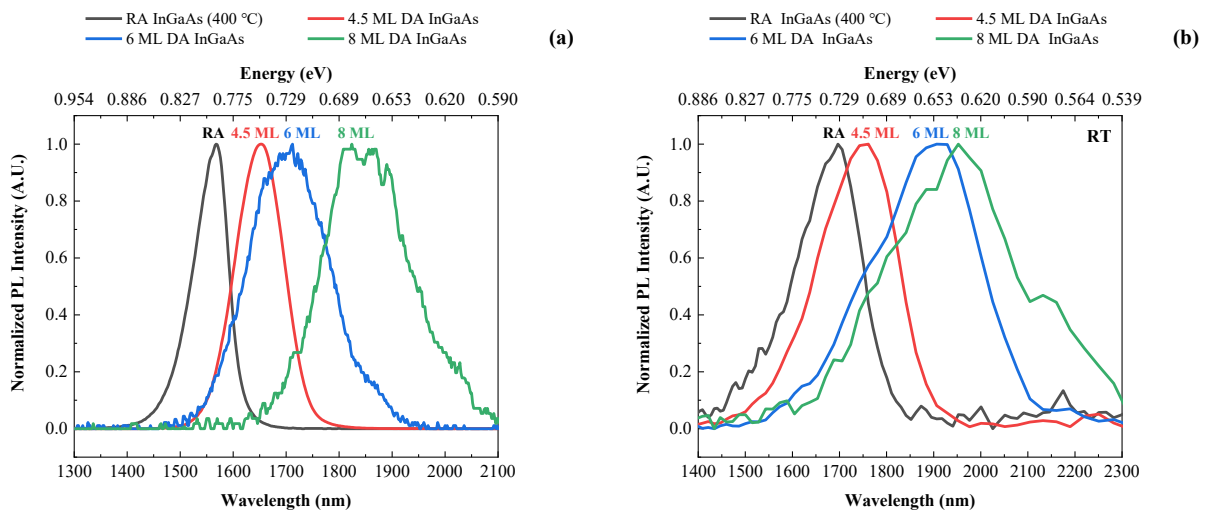 RA InGaAs (400 ℃) 4.5 ML DA InGaAs
6 ML DA InGaAs 8 ML DA InGaAs
(a)
Energy (eV)
0.954 0.886 0.827 0.775 0.729 0.689 0.653 0.620 0.590
RA 4.5 ML 6 ML 8 ML
1.0
0.8
0.6
0.4
0.2
0.0
Normalized PL Intensity (A.U.)
1300 1400 1500 1600 1700 1800 1900 2000 2100
Wavelength (nm)
RA InGaAs (400 ℃) 4.5 ML DA InGaAs
6 ML DA InGaAs 8 ML DA InGaAs
(b)
Energy (eV)
0.886 0.827 0.775 0.729 0.689 0.653 0.620 0.590 0.564 0.539
RA 4.5 ML 6 ML 8 ML RT
1.0
0.8
0.6
0.4
0.2
0.0
Normalized PL Intensity (A.U.)
1400 1500 1600 1700 1800 1900 2000 2100 2200 2300
Wavelength (nm)